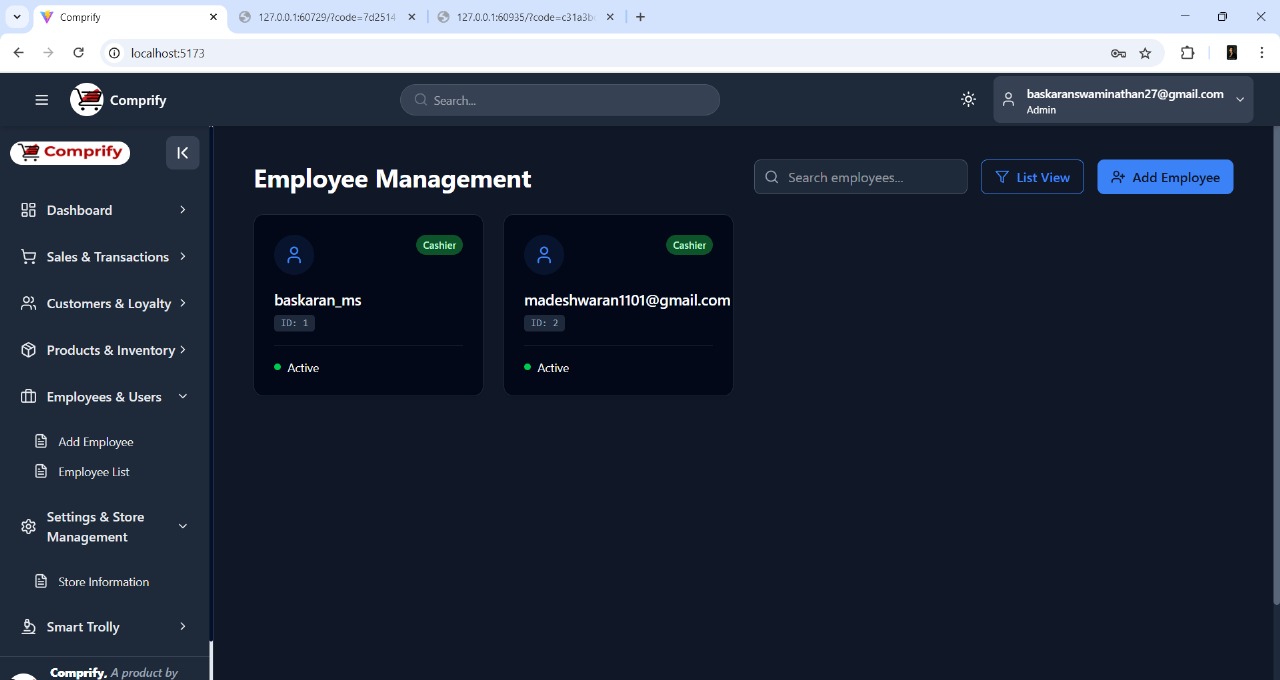 Comprify
127.0.0.1:60729/?code=7d2514
127.0.0.1:60935/?code=c31a3b
localhost:5173
Comprify
Search...
baskaranswaminathan27@gmail.com
Admin
Comprify
Dashboard
Sales & Transactions
Customers & Loyalty
Products & Inventory
Employees & Users
Add Employee
Employee List
Settings & Store
Management
Store Information
Smart Trolly
Comprify, A product by
Employee Management
Search employees...
List View
Add Employee
Cashier
baskaran_ms
ID: 1
Active
Cashier
madeshwaran1101@gmail.com
ID: 2
Active